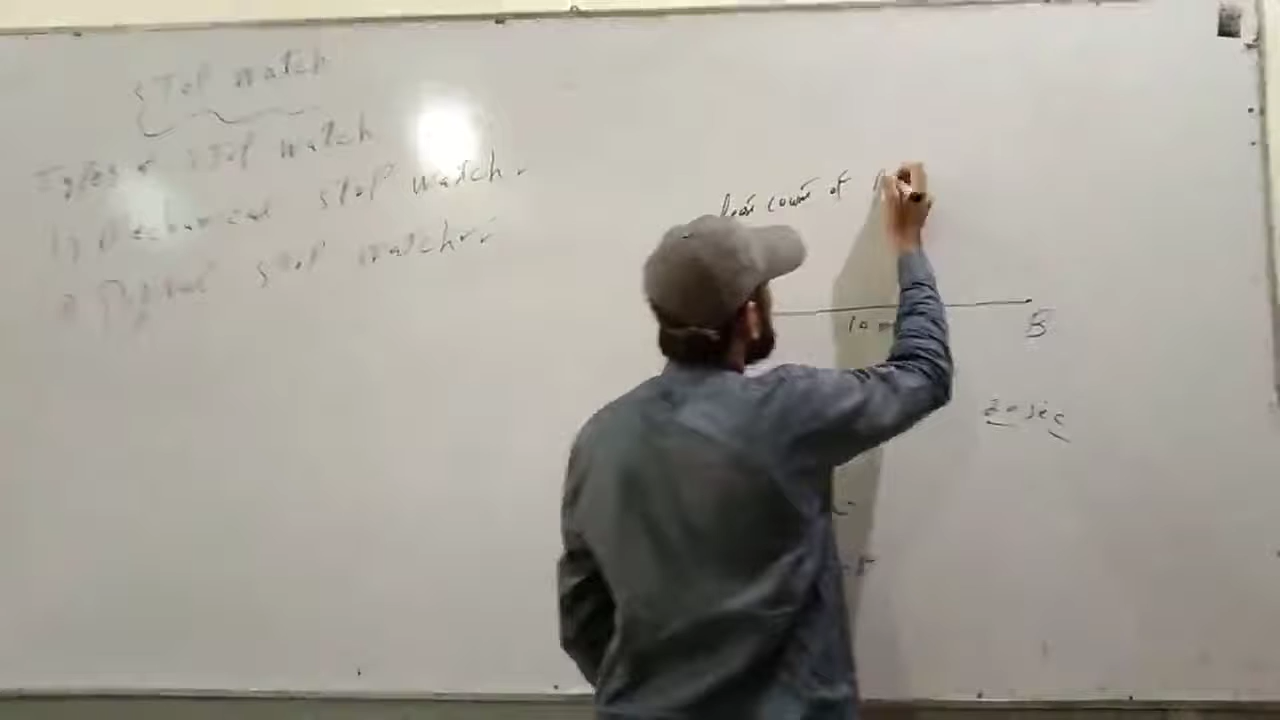 STOP watch
Types of STOP watch
1) Mechanical STOP watch.
2) Digital STOP watch.
least count of
10 m
B
20 sec